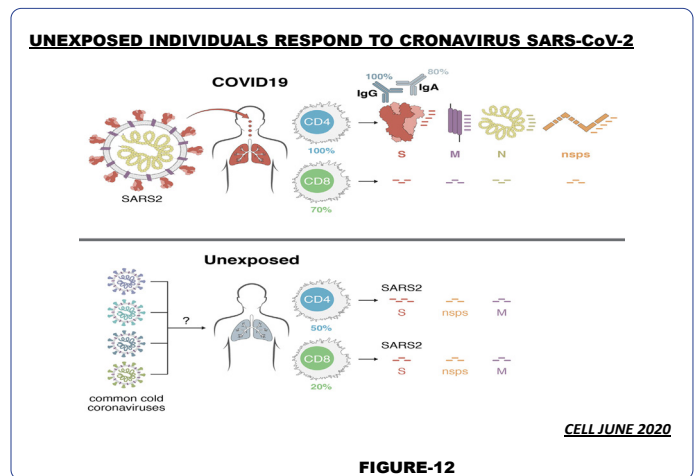 UNEXPOSED INDIVIDUALS RESPOND TO CRONAVIRUS SARS-CoV-2
COVID19
100%
80%
IgG
IgA
CD4
100%
S
M
N
nsps
CD8
70%
SARS2
Unexposed
?
CD4
50%
SARS2
S
nsps
M
CD8
20%
SARS2
S
nsps
M
common cold
coronaviruses
CELL JUNE 2020
FIGURE-12